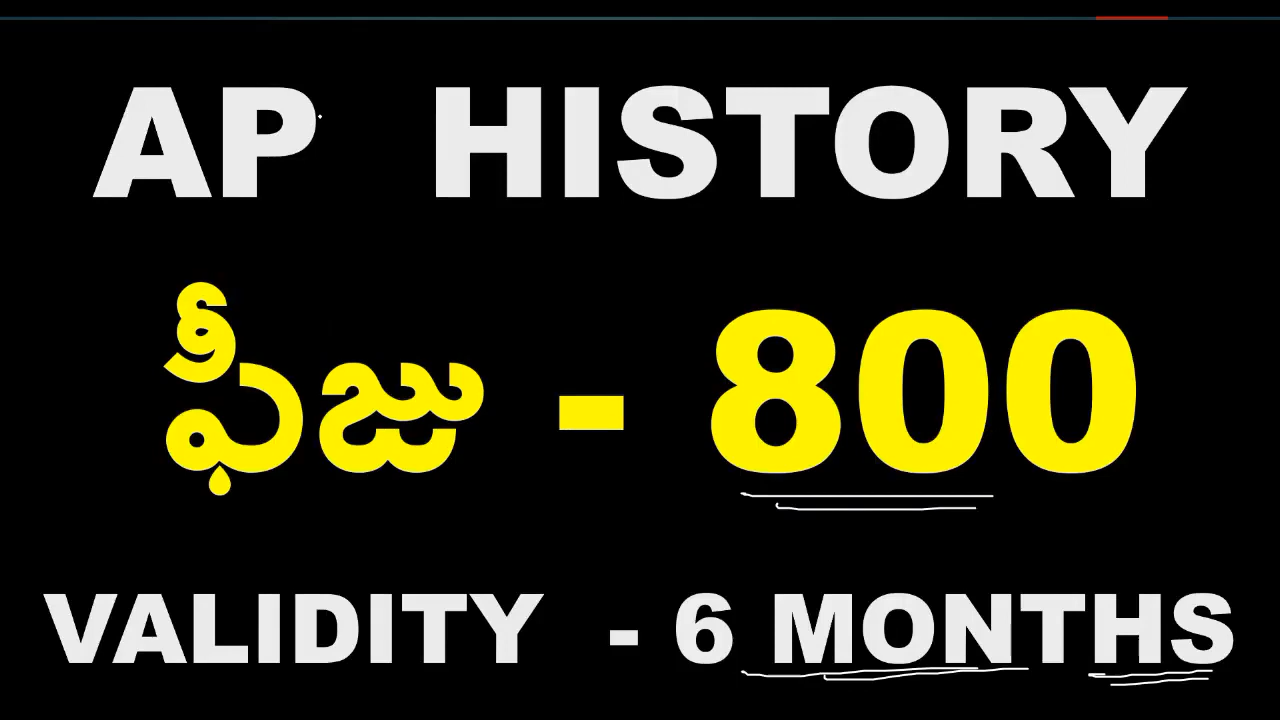 AP HISTORY
ఫీజు - 800
VALIDITY - 6 MONTHS